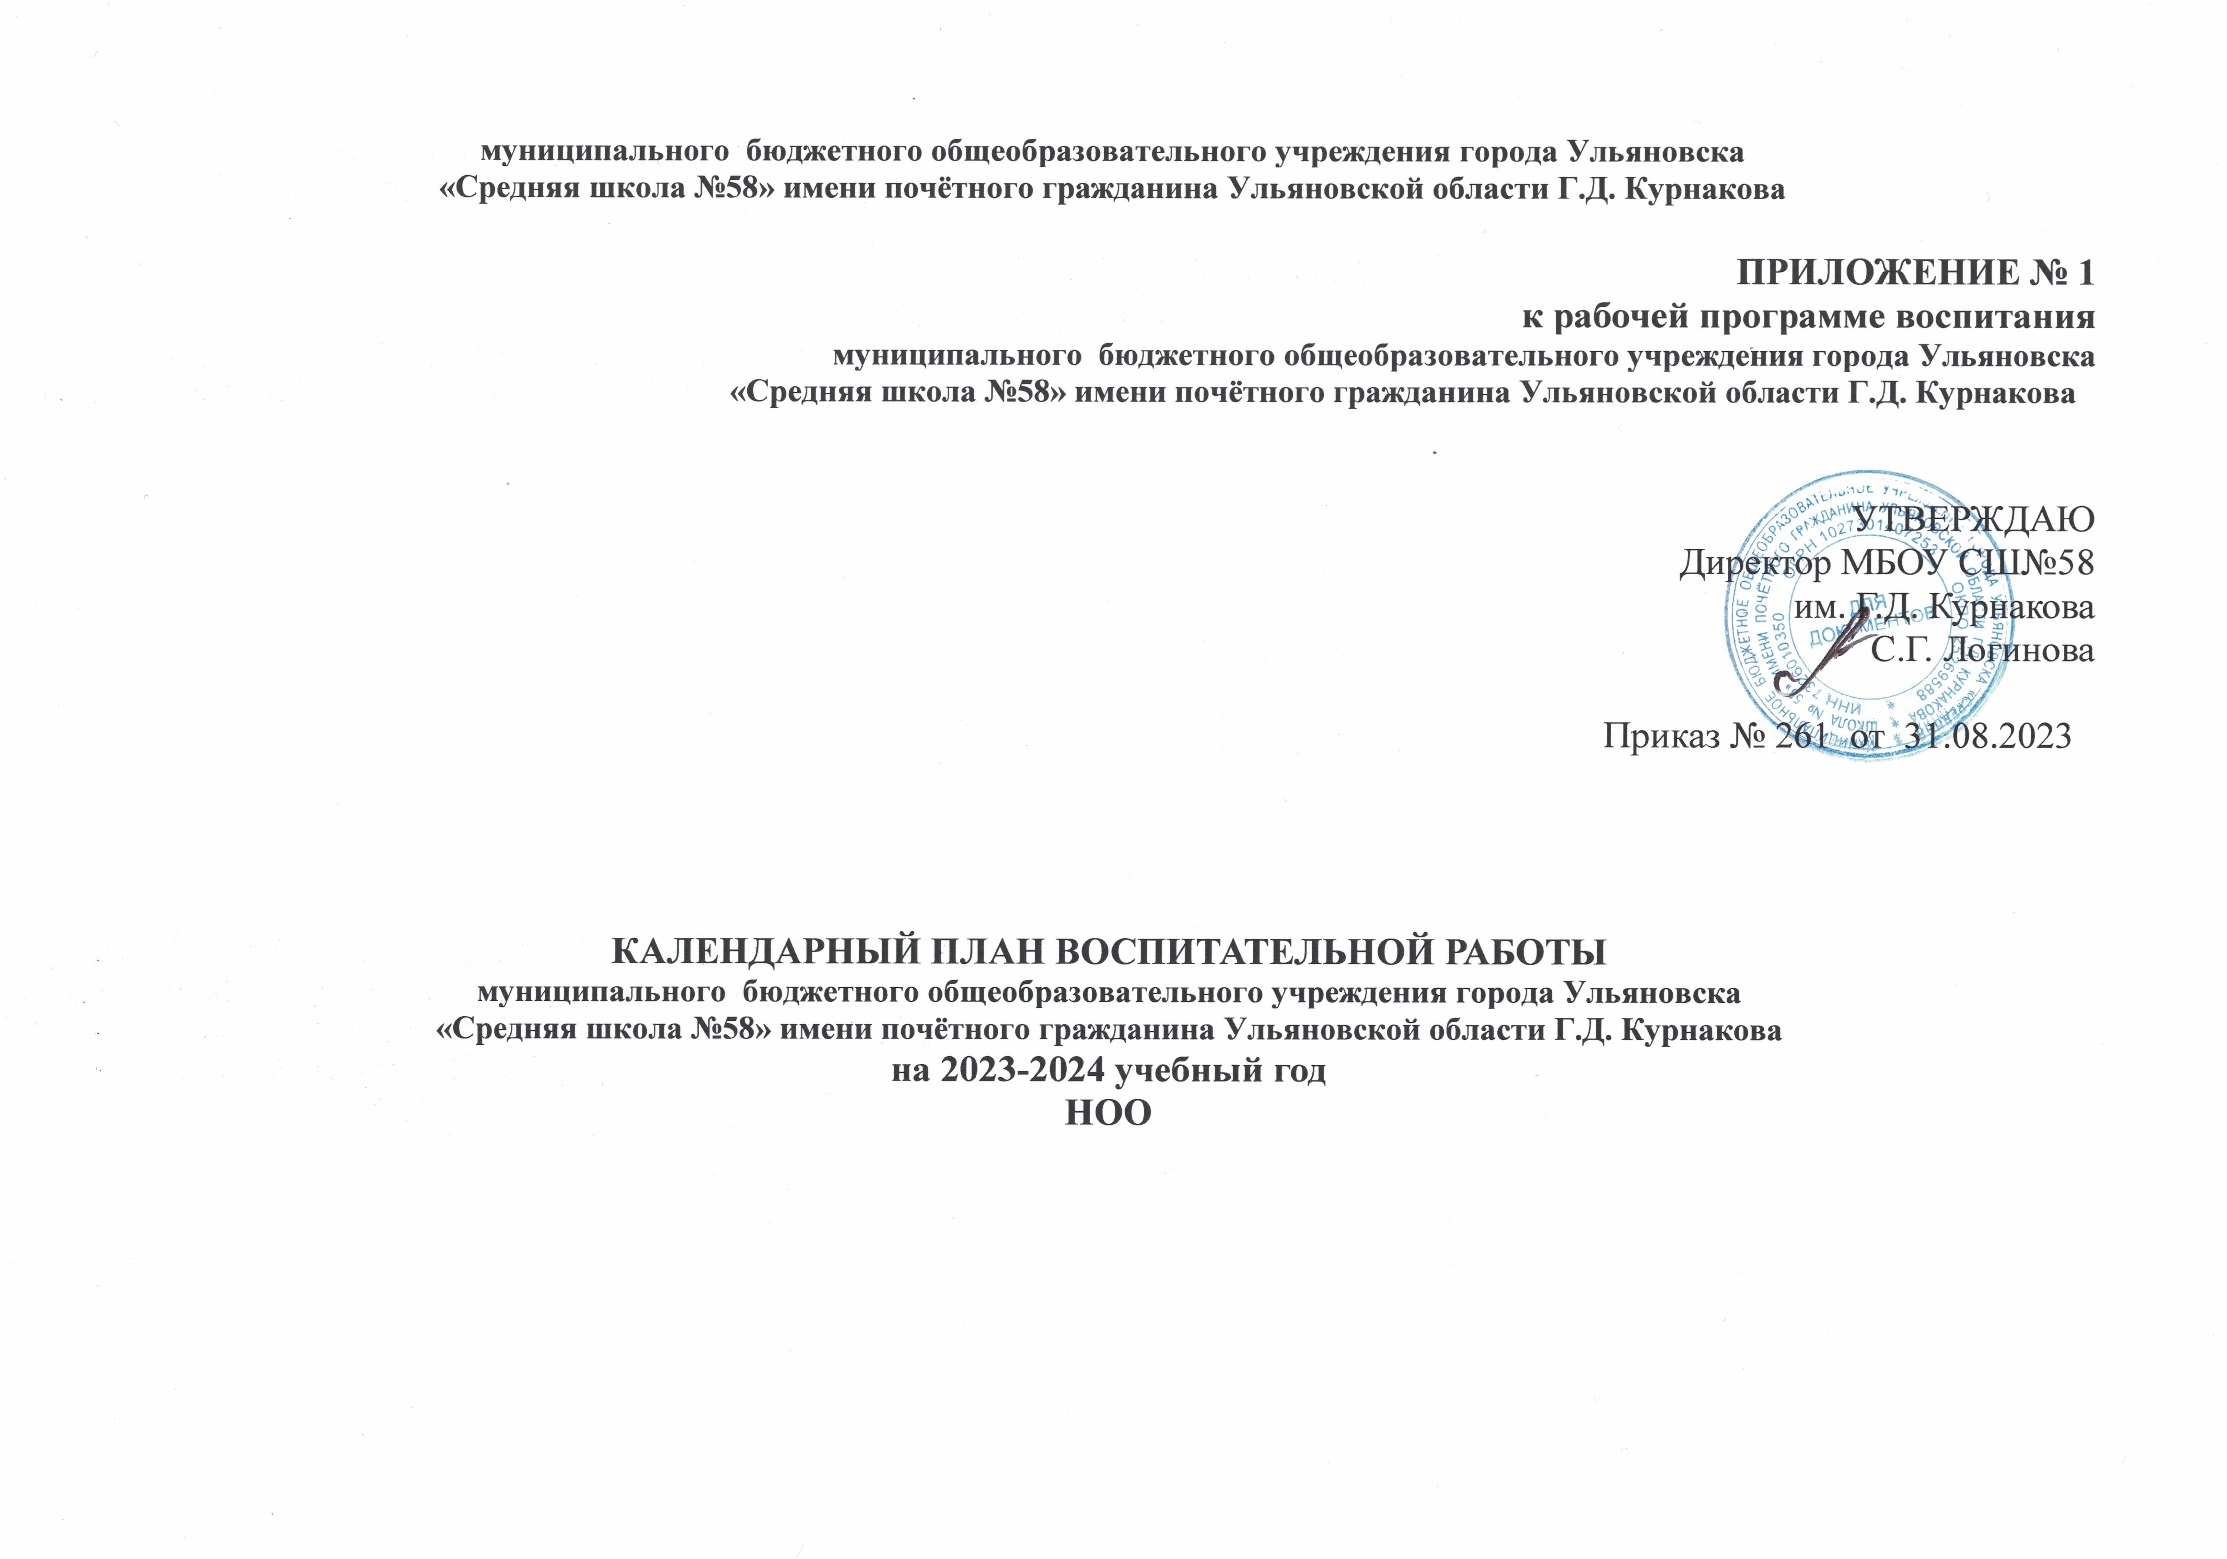 муниципального  бюджетного общеобразовательного учреждения города Ульяновска
«Средняя школа №58» имени почётного гражданина Ульяновской области Г.Д. Курнакова
ПРИЛОЖЕНИЕ № 1
к рабочей программе воспитания
муниципального  бюджетного общеобразовательного учреждения города Ульяновска
«Средняя школа №58» имени почётного гражданина Ульяновской области Г.Д. Курнакова
УТВЕРЖДАЮ
Директор МБОУ СШ№58
им. Г.Д. Курнакова
С.Г. Логинова
Приказ № 261  от  31.08.2023
ДЛЯ
ДОКУМЕНТОВ
КАЛЕНДАРНЫЙ ПЛАН ВОСПИТАТЕЛЬНОЙ РАБОТЫ
муниципального  бюджетного общеобразовательного учреждения города Ульяновска
«Средняя школа №58» имени почётного гражданина Ульяновской области Г.Д. Курнакова
на 2023-2024 учебный год
НОО